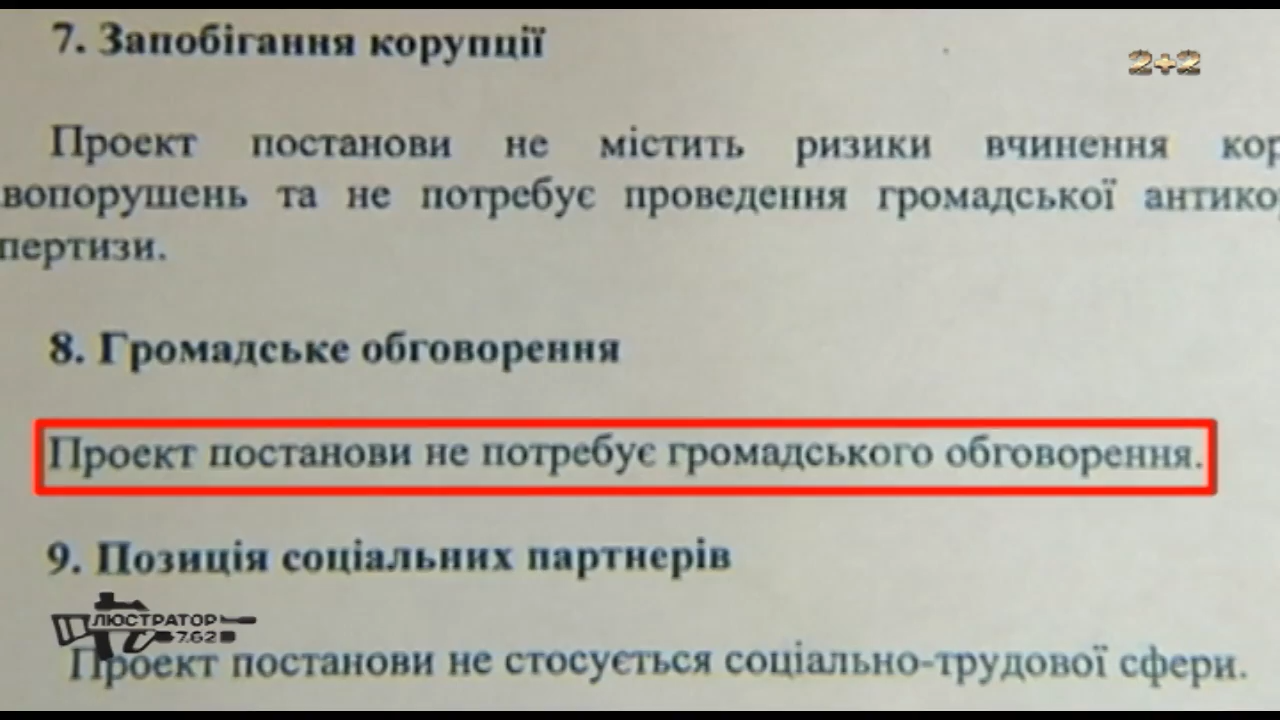 7. Запобігання корупції
2+2
Проект постанови не містить ризики вчинення кор
вопорушень та не потребує проведення громадської антико
пертизи.
8. Громадське обговорення
Проект постанови не потребує громадського обговорення.
9. Позиція соціальних партнерів
ЛЮСТРАТОР
7.62
Проект постанови не стосується соціально-трудової сфери.